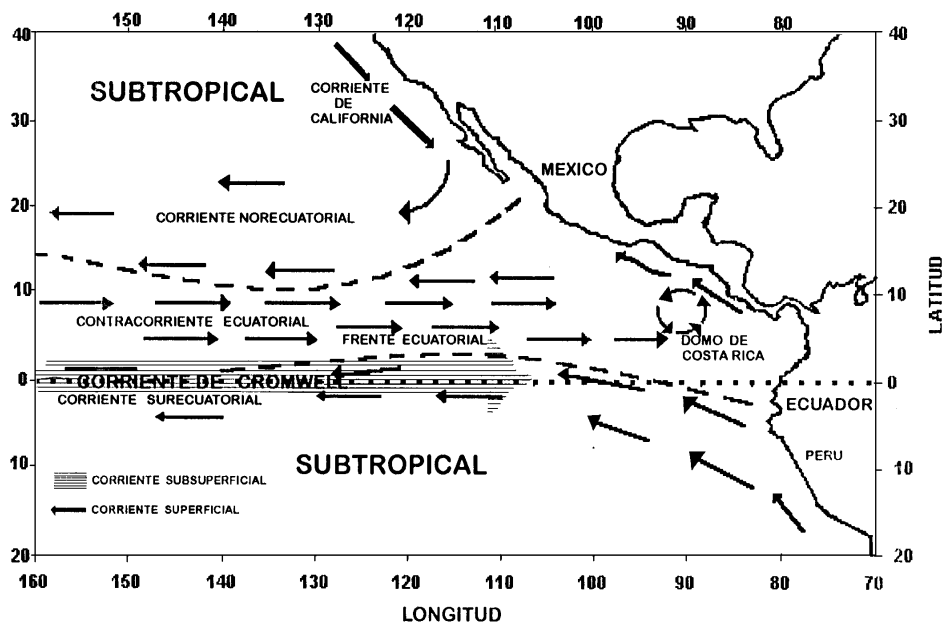 150 140 130 120 110 100 90 80
40 40
SUBTROPICAL
CORRIENTE
DE
CALIFORNIA
30 30
MEXICO
20 20
CORRIENTE NORECUATORIAL
LATITUD
10 10
CONTRACORRIENTE ECUATORIAL
FRENTE ECUATORIAL
DOMO DE
COSTA RICA
0 0
CORRIENTE DE CROMWELL
CORRIENTE SURECUATORIAL
ECUADOR
SUBTROPICAL
PERU
10 10
CORRIENTE SUBSUPERFICIAL
CORRIENTE SUPERFICIAL
20 20
160 150 140 130 120 110 100 90 80 70
LONGITUD